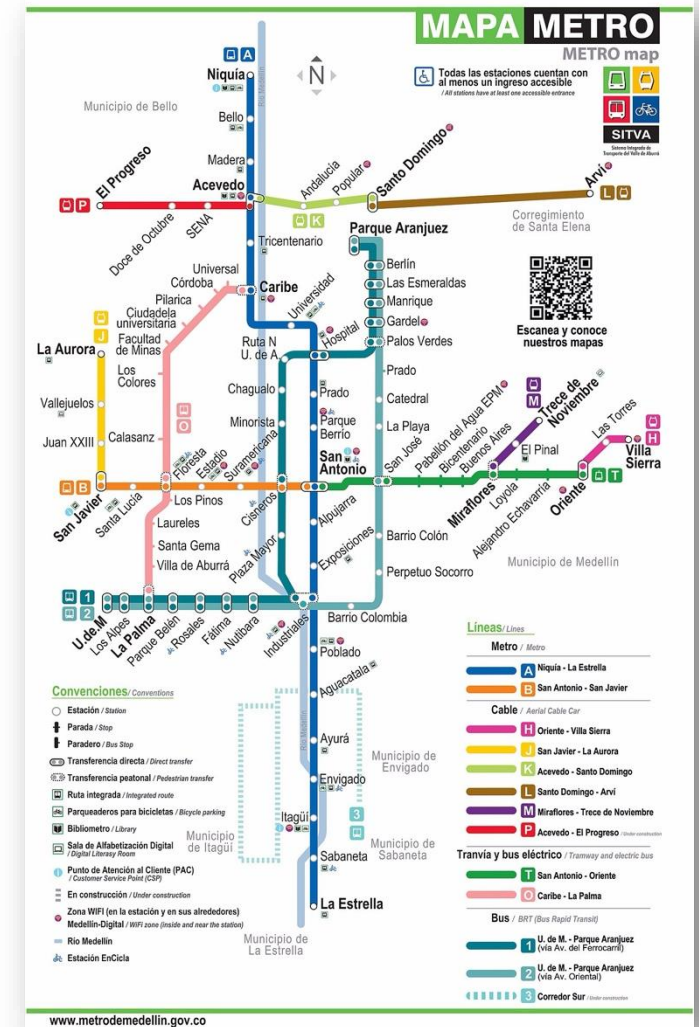 MAPA METRO
METRO map
Todas las estaciones cuentan con
al menos un ingreso accesible
/ All stations have at least one accessible entrance
SITVA
Sistema Integrado de
Transporte del Valle de Aburrá
A
Niquía
Río Medellín
N
Municipio de Bello
Bello
Madera
Acevedo
El Progreso
P
Doce de Octubre
SENA
Andalucía
Popular
Santo Domingo
K
Arví
L
Corregimiento
de Santa Elena
Tricentenario
Parque Aranjuez
Universal
Córdoba
Pilarica
Ciudadela
universitaria
Facultad
de Minas
Los
Colores
Calasanz
O
Caribe
Universidad
Hospital
Berlín
Las Esmeraldas
Manrique
Gardel
Palos Verdes
Escanea y conoce
nuestros mapas
J
La Aurora
Vallejuelos
Juan XXIII
Ruta N
U. de A.
Chagualo
Minorista
Prado
Parque
Berrío
San
Antonio
Prado
Catedral
La Playa
San José
Pabellón del Agua EPM
Bicentenario
Buenos Aires
M
Trece de
Noviembre
El Pinal
Las Torres
H
Villa
Sierra
B
San Javier
Santa Lucía
Floresta
Estadio
Suramericana
Cisneros
Miraflores
Loyola
Alejandro Echavarría
Oriente
T
Los Pinos
Laureles
Santa Gema
Villa de Aburrá
Plaza Mayor
Alpujarra
Exposiciones
Barrio Colón
Perpetuo Socorro
Municipio de Medellín
1
2
U.de.M
Los Alpes
La Palma
Parque Belén
Rosales
Fátima
Nutibara
Industriales
Barrio Colombia
Poblado
Aguacatala
Río Medellín
Ayurá
Envigado
Itagüí
Sabaneta
La Estrella
3
Municipio de
Envigado
Municipio
de Itagüí
Municipio de
Sabaneta
Municipio de
La Estrella
Convenciones/ Conventions
Estación / Station
Parada / Stop
Paradero / Bus Stop
Transferencia directa / Direct transfer
Transferencia peatonal / Pedestrian transfer
Ruta integrada / Integrated route
Parqueaderos para bicicletas / Bicycle parking
Bibliometro / Library
Sala de Alfabetización Digital
/ Digital Literasy Room
Punto de Atención al Cliente (PAC)
/ Customer Service Point (CSP)
En construcción / Under construction
Zona WIFI (en la estación y en sus alrededores)
Medellín-Digital / WiFi zone (inside and near the station)
Río Medellín
Estación EnCicla
Líneas/ Lines
Metro / Metro
A Niquía - La Estrella
B San Antonio - San Javier
Cable / Aerial Cable Car
H Oriente - Villa Sierra
J San Javier - La Aurora
K Acevedo - Santo Domingo
L Santo Domingo - Arví
M Miraflores - Trece de Noviembre
P Acevedo - El Progreso / Under construction
Tranvía y bus eléctrico / Tramway and electric bus
T San Antonio - Oriente
O Caribe - La Palma
Bus / BRT (Bus Rapid Transit)
1 U. de M. - Parque Aranjuez
(vía Av. del Ferrocarril)
2 U. de M. - Parque Aranjuez
(vía Av. Oriental)
3 Corredor Sur / Under construction
www.metrodemedellin.gov.co